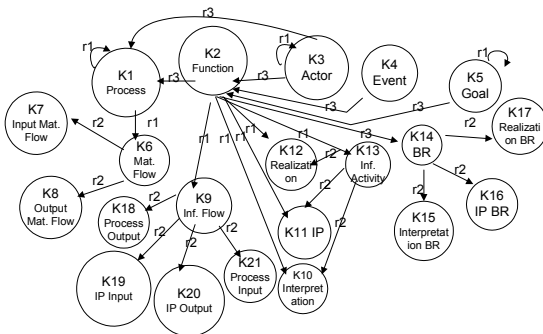 r3
r1
K2
Function
r1
K3
Actor
K4
Event
r1
K5
Goal
K1
Process
r3
r3
r3
r3
K7
Input Mat.
Flow
r2
r1
K6
Mat.
Flow
r1
r1
r1
r1
r1
r3
K12
Realizati
on
r2
K13
Inf.
Activity
K14
BR
r2
K17
Realizati
on BR
K8
Output
Mat. Flow
r2
K18
Process
Output
r2
K9
Inf. Flow
r2
r2
r2
K11 IP
r2
r2
r2
K16
IP BR
K15
Interpretat
ion BR
K19
IP Input
K20
IP Output
K21
Process
Input
K10
Interpret
ation